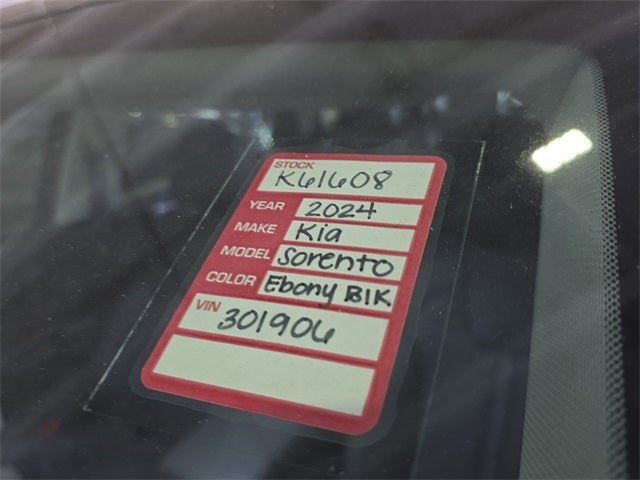 STOCK
K61608
YEAR 2024
MAKE Kia
MODEL Sorento
COLOR Ebony Blk
VIN
301906